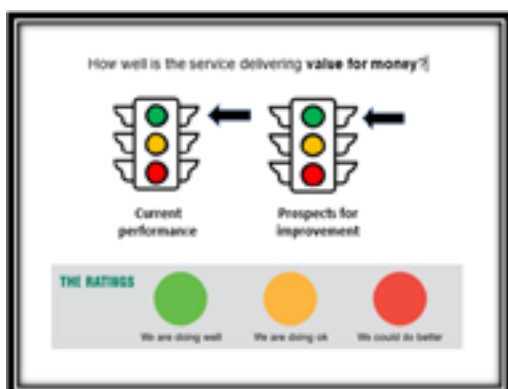 How well is the service delivering value for money?
Current
performance
Prospects for
improvement
THE RATINGS
We are doing well
We are doing ok
We could do better